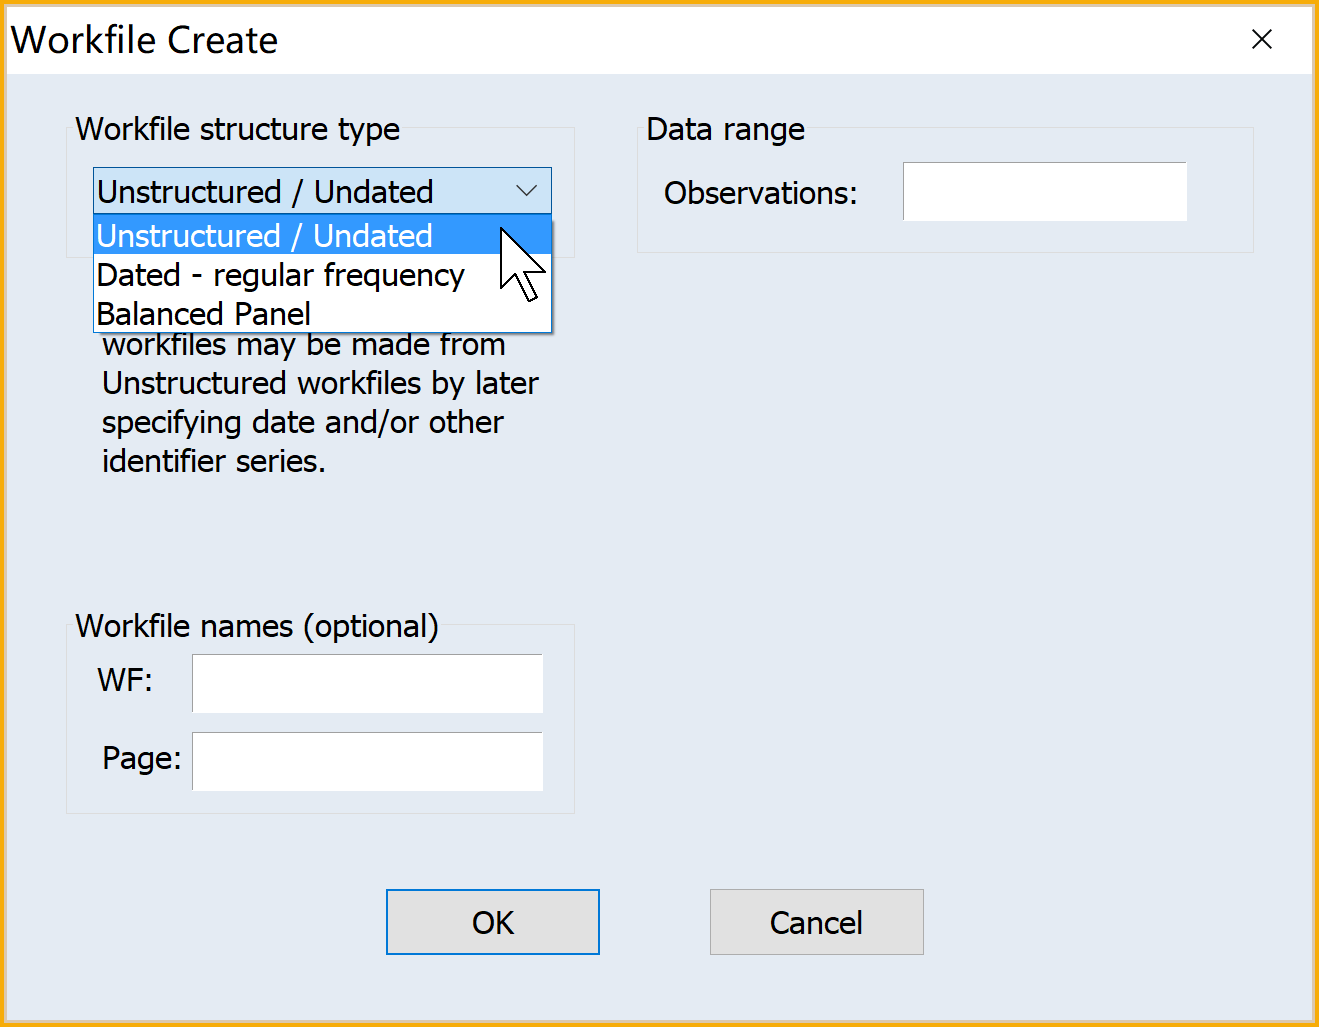 Workfile Create
Workfile structure type
Unstructured / Undated
Unstructured / Undated
Dated - regular frequency
Balanced Panel
workfiles may be made from
Unstructured workfiles by later
specifying date and/or other
identifier series.
Data range
Observations:
Workfile names (optional)
WF:
Page:
OK
Cancel